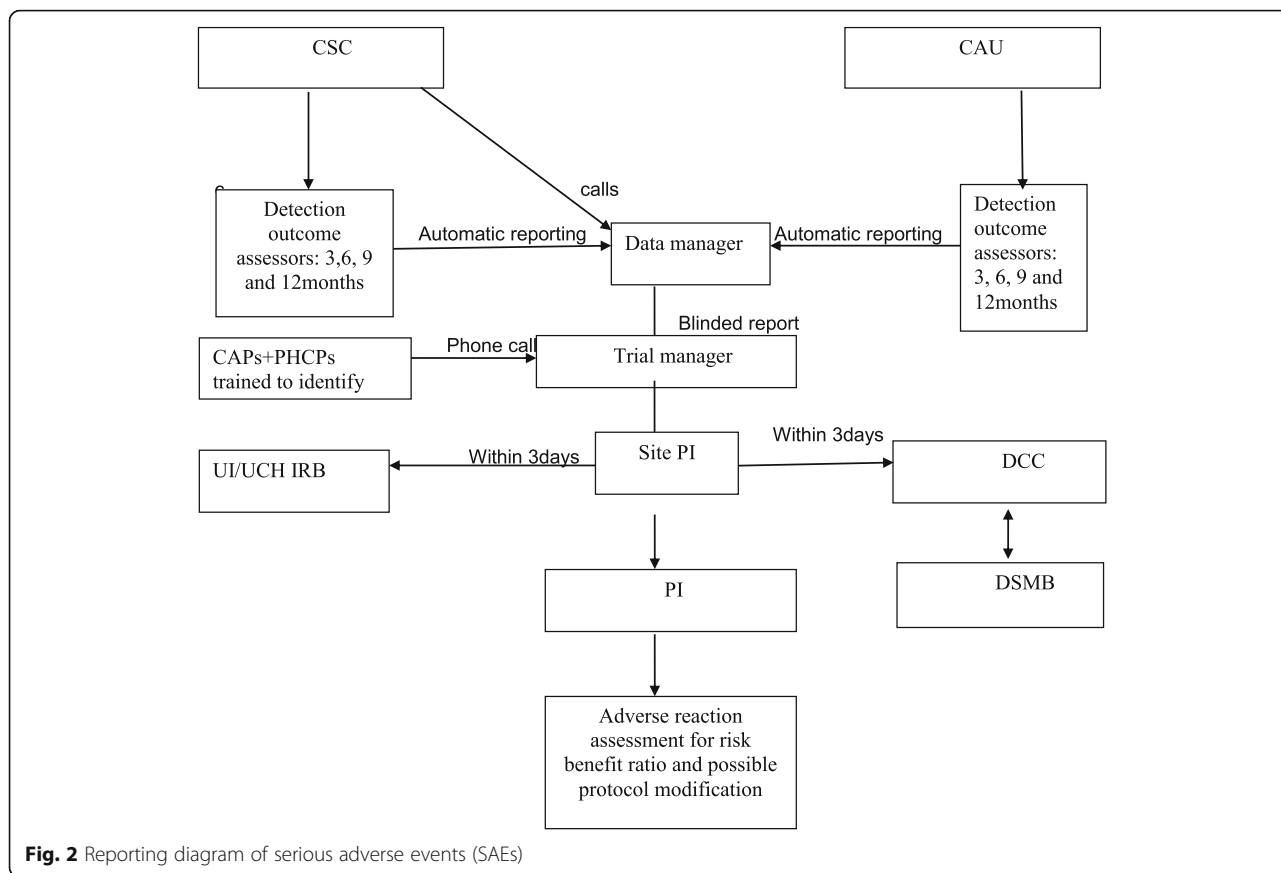 CSC
CAU
calls
Detection
outcome
assessors: 3,6, 9
and 12months
Automatic reporting
Data manager
Automatic reporting
Detection
outcome
assessors:
3, 6, 9 and
12months
Blinded report
CAPs+PHCPs
trained to identify
Phone call
Trial manager
UI/UCH IRB
Within 3days
Site PI
Within 3days
DCC
DSMB
PI
Adverse reaction
assessment for risk
benefit ratio and possible
protocol modification
Fig. 2 Reporting diagram of serious adverse events (SAEs)